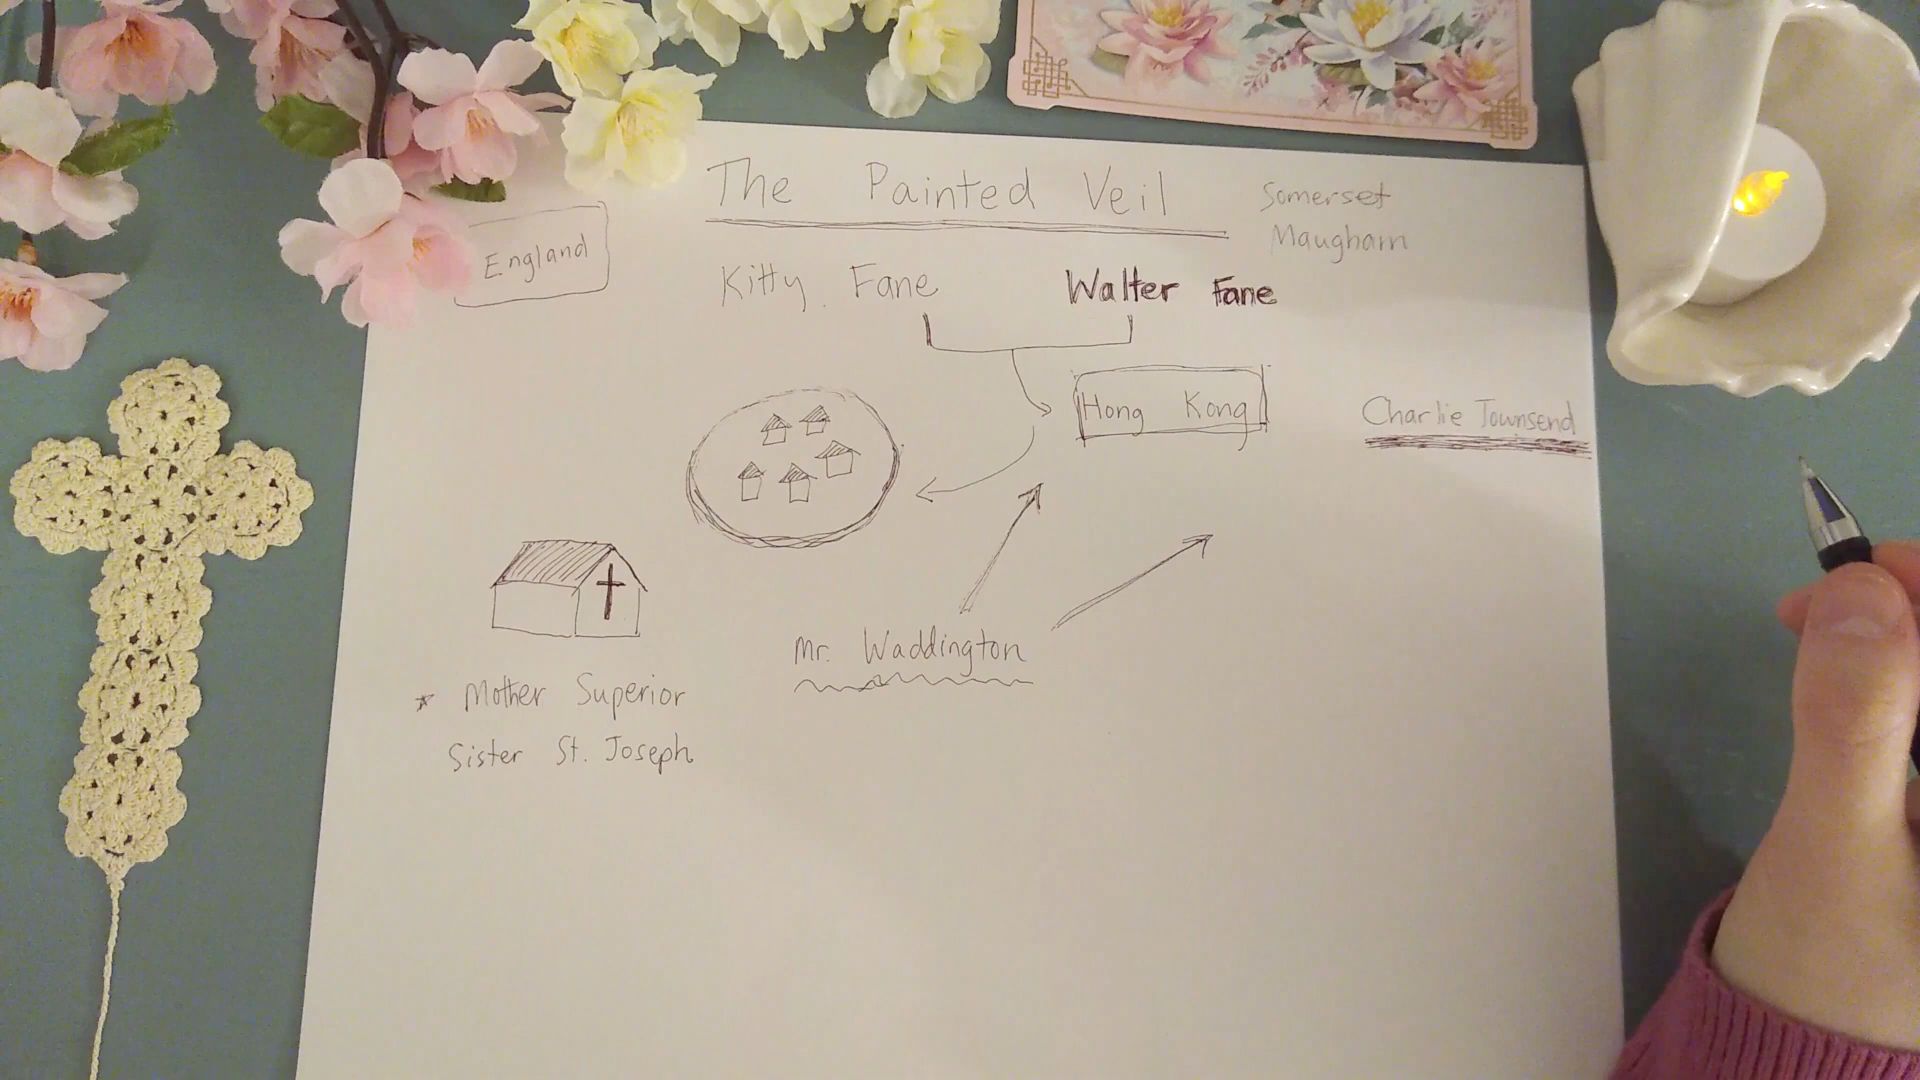 The Painted Veil
Somerset
Maugham
England
Kitty Fane
Walter Fane
Hong Kong
Charlie Townsend
Mr. Waddington
* Mother Superior
Sister St. Joseph